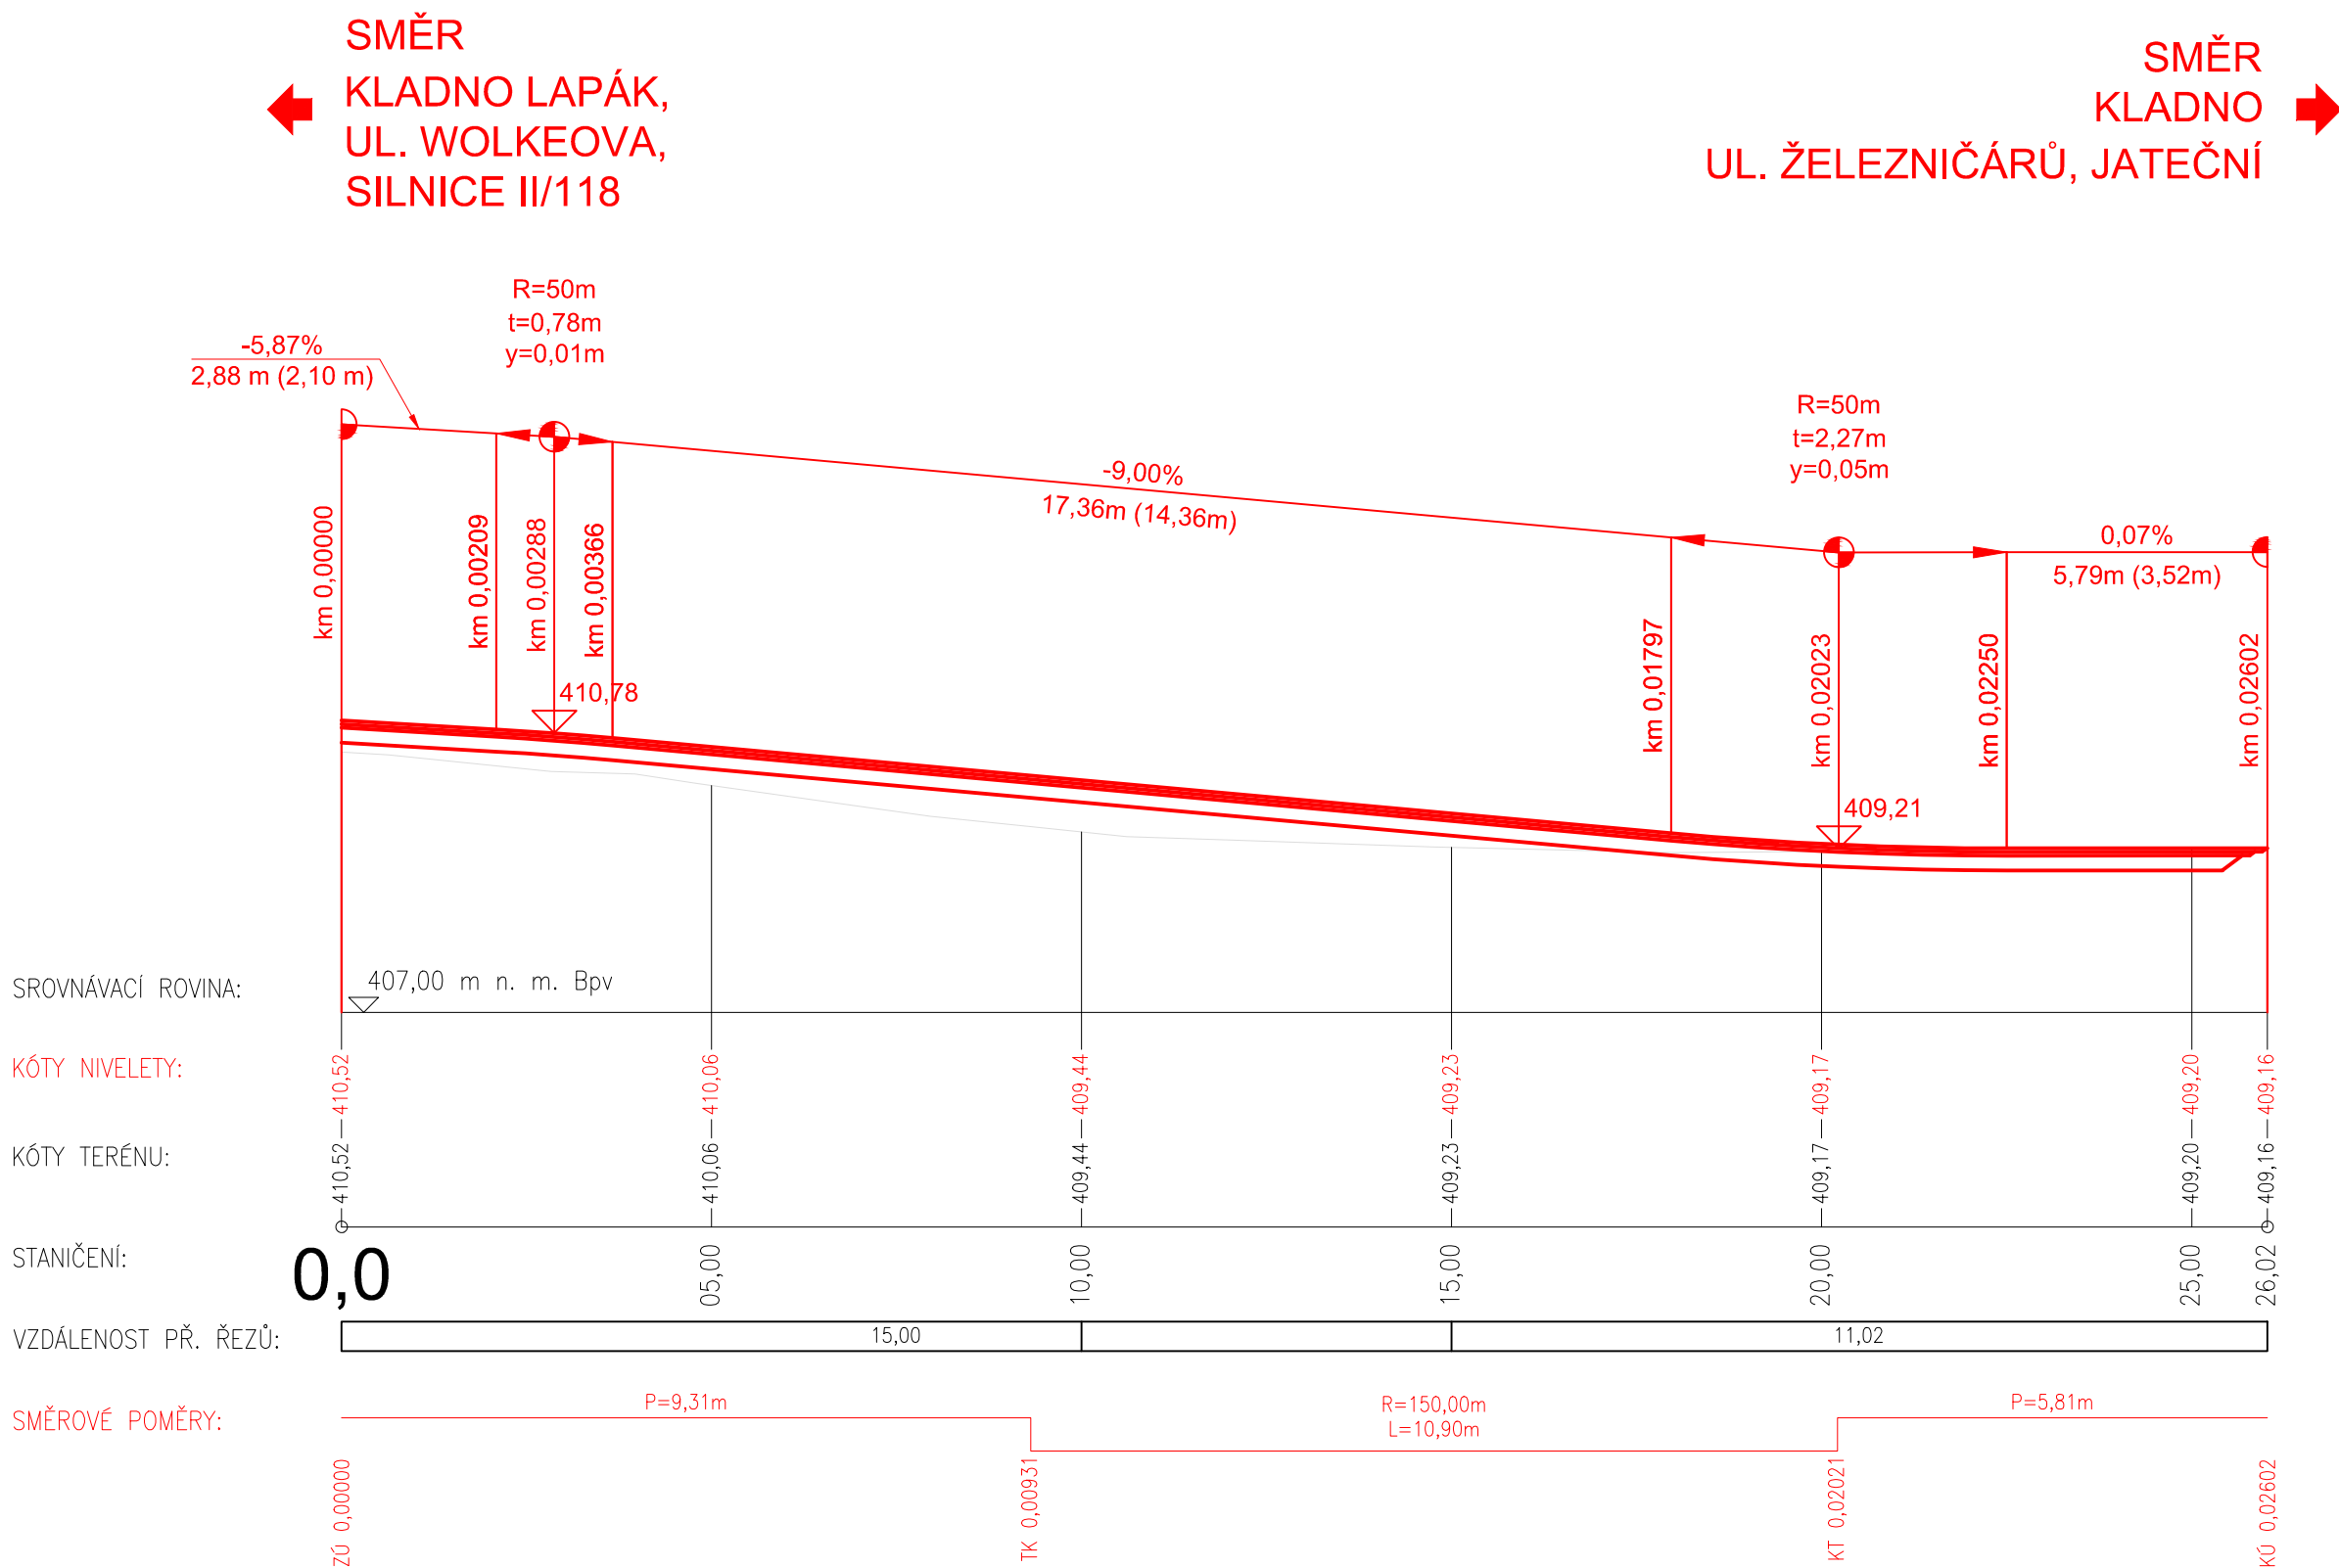 SMĚR
KLADNO LAPÁK,
UL. WOLKEOVA,
SILNICE II/118
SMĚR
KLADNO
UL. ŽELEZNIČÁRŮ, JATEČNÍ
R=50m
t=0,78m
y=0,01m
-5,87%
2,88 m (2,10 m)
R=50m
t=2,27m
y=0,05m
-9,00%
17,36m (14,36m)
0,07%
5,79m (3,52m)
km 0,00000
km 0,00209
km 0,00288
km 0,00366
km 0,01797
km 0,02023
km 0,02250
km 0,02602
410,78
409,21
SROVNÁVACÍ ROVINA:
407,00 m n. m. Bpv
KÓTY NIVELETY:
410,52
410,06
409,44
409,23
409,17
409,20
409,16
KÓTY TERÉNU:
410,52
410,06
409,44
409,23
409,17
409,20
409,16
STANIČENÍ:
0,0
05,00
10,00
15,00
20,00
25,00
26,02
VZDÁLENOST PŘ. ŘEZŮ:
15,00
11,02
SMĚROVÉ POMĚRY:
P=9,31m
R=150,00m
L=10,90m
P=5,81m
ZÚ 0,00000
TK 0,00931
KT 0,02021
KÚ 0,02602